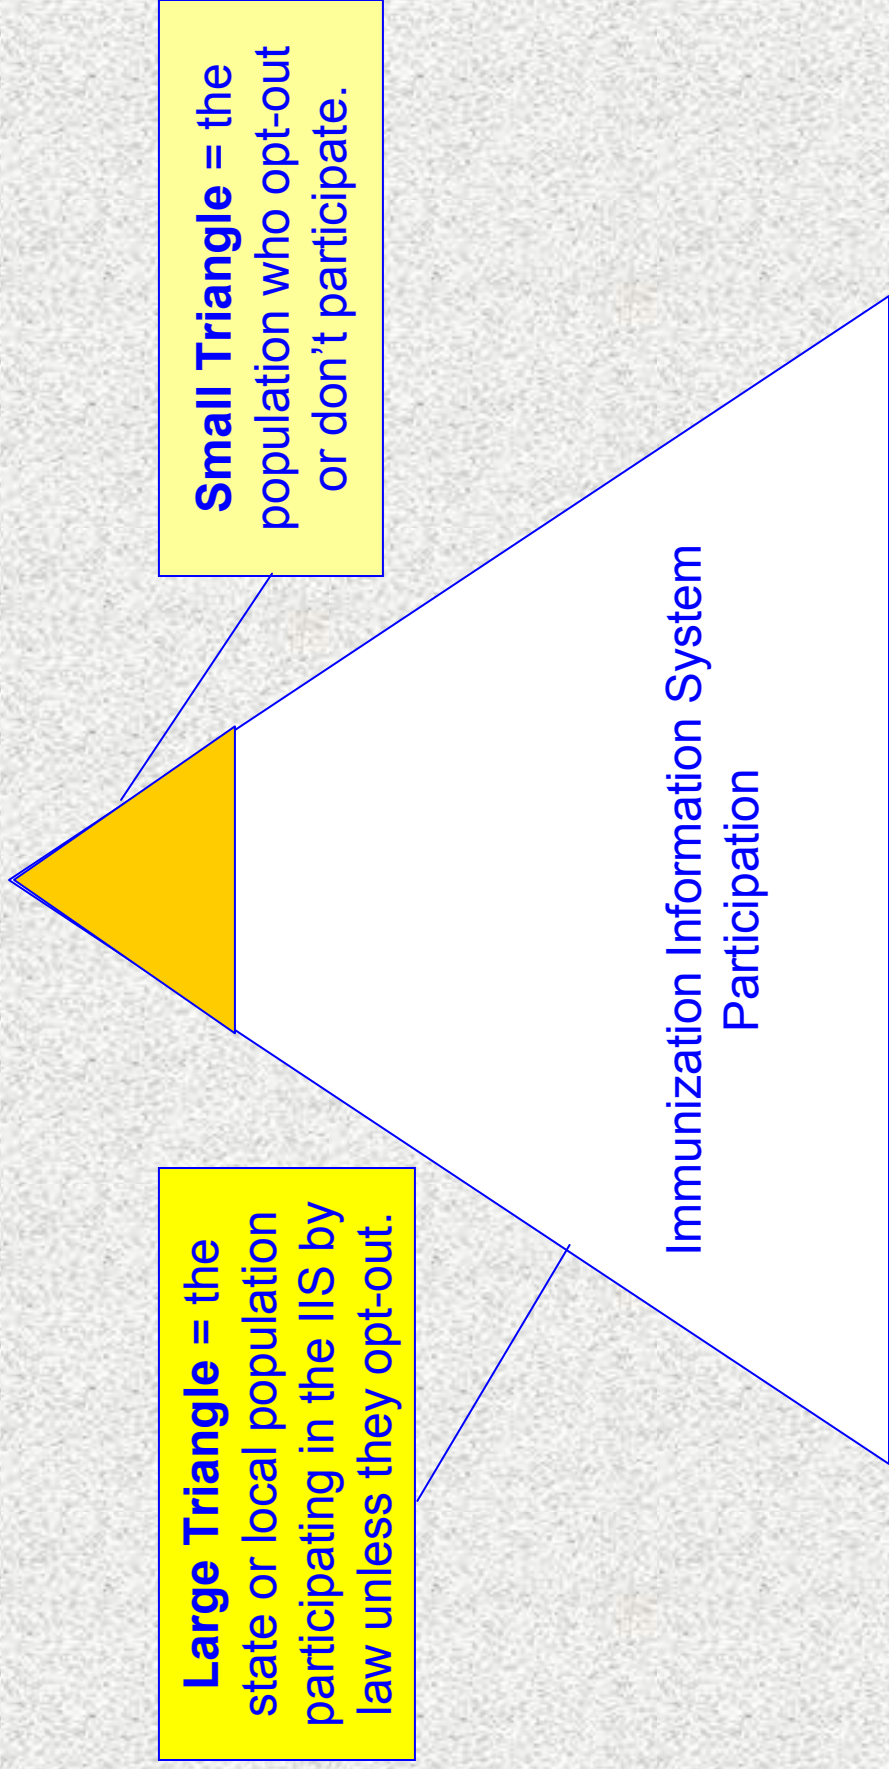 Large Triangle = the
state or local population
participating in the IIS by
law unless they opt-out.
Small Triangle = the
population who opt-out
or don’t participate.
Immunization Information System
Participation